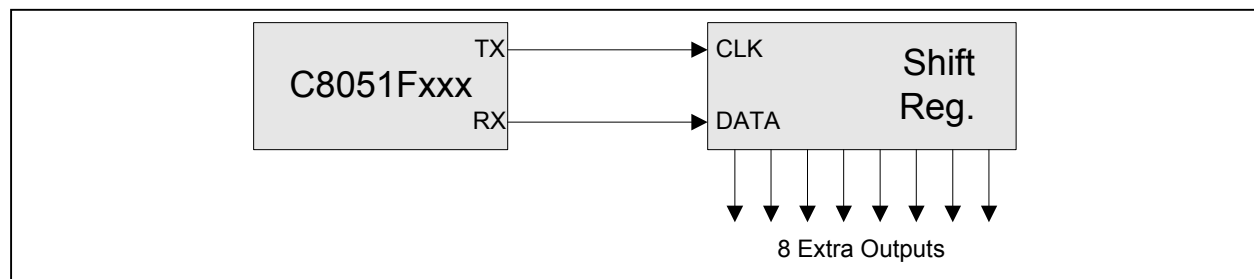 TX
C8051Fxxx
RX
CLK
DATA
Shift
Reg.
8 Extra Outputs